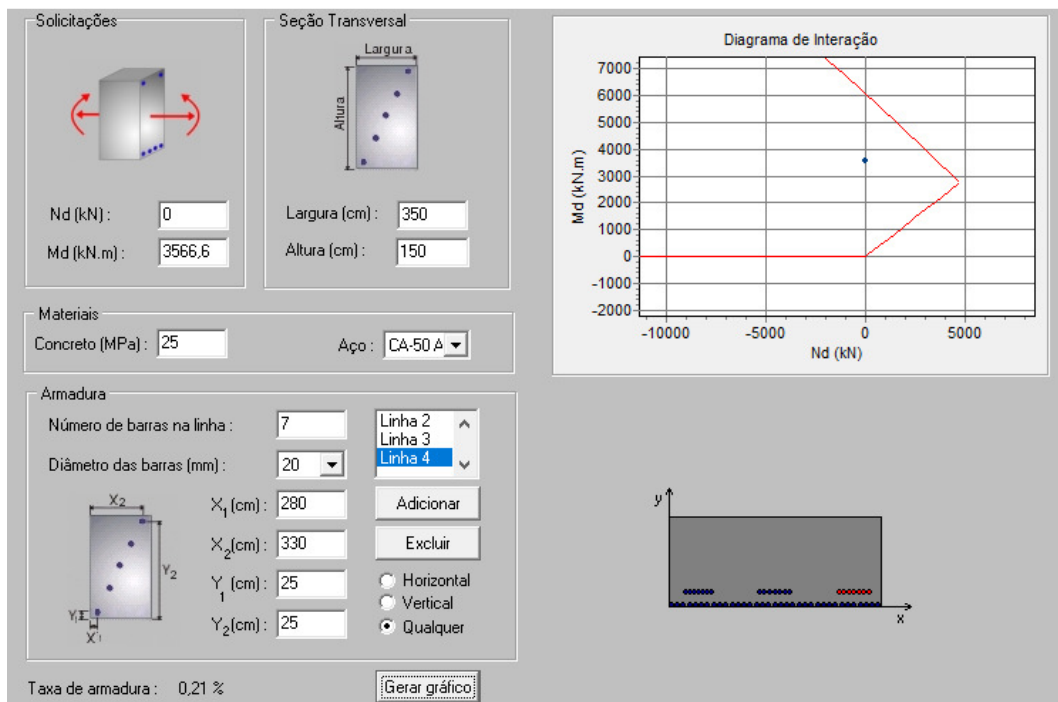 Solicitações
Nd (kN) : 0
Md (kN.m) : 3566,6
Seção Transversal
Largura
Altura
Largura (cm) : 350
Altura (cm) : 150
Materiais
Concreto (MPa) : 25
Aço : CA-50 A
Armadura
Número de barras na linha : 7
Diâmetro das barras (mm) : 20
Linha 2
Linha 3
Linha 4
X2
Y2
Y1
X1
X1 (cm) : 280
X2(cm) : 330
Y1 (cm) : 25
Y2(cm) : 25
Adicionar
Excluir
Horizontal
Vertical
Qualquer
Taxa de armadura : 0,21 %
Gerar gráfico
Diagrama de Interação
Md (kN.m)
7000
6000
5000
4000
3000
2000
1000
0
-1000
-2000
-10000 -5000 0 5000
Nd (kN)
y
x